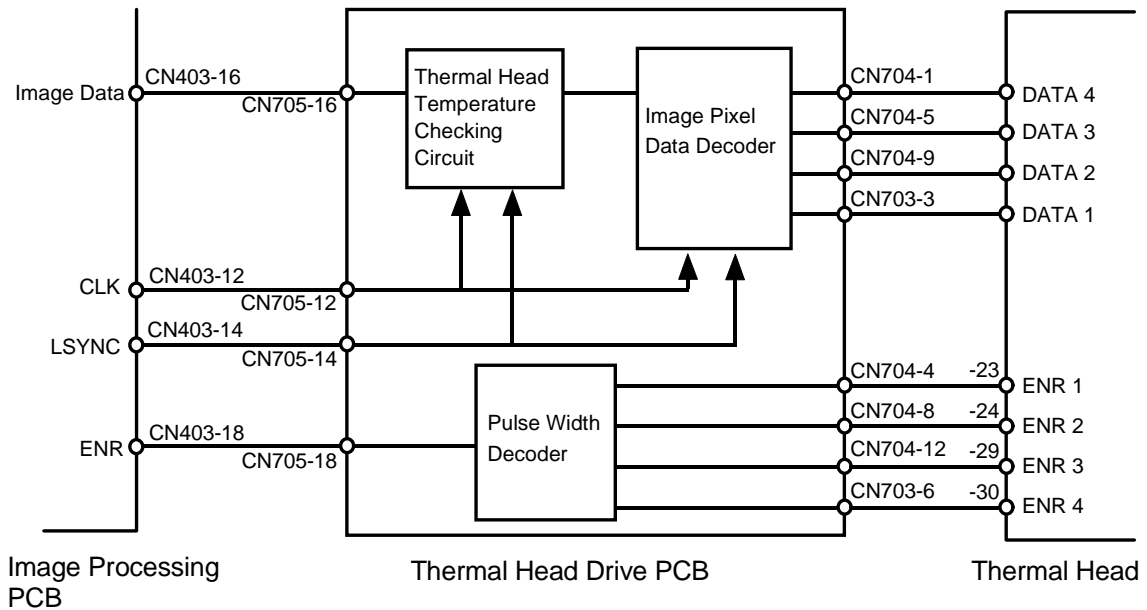 Image Data
CN403-16
CN705-16
Thermal Head
Temperature
Checking
Circuit
Image Pixel
Data Decoder
CN704-1
DATA 4
CN704-5
DATA 3
CN704-9
DATA 2
CN703-3
DATA 1
CLK
CN403-12
CN705-12
LSYNC
CN403-14
CN705-14
ENR
CN403-18
CN705-18
Pulse Width
Decoder
CN704-4 -23 ENR 1
CN704-8 -24 ENR 2
CN704-12 -29 ENR 3
CN703-6 -30 ENR 4
Image Processing
PCB
Thermal Head Drive PCB
Thermal Head